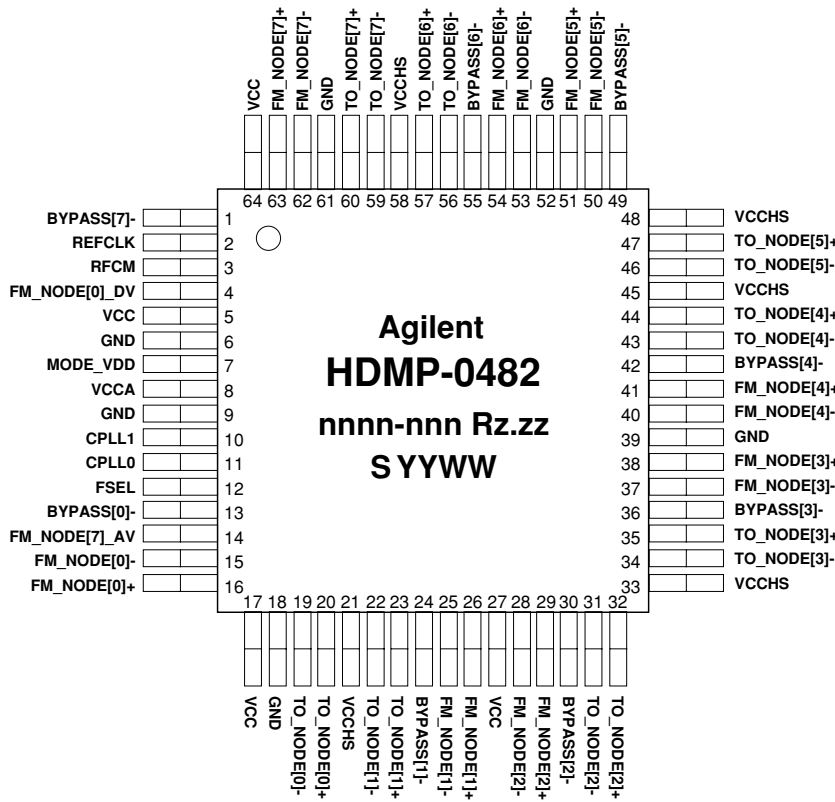 VCC
FM_NODE[7]+
FM_NODE[7]-
GND
TO_NODE[7]+
TO_NODE[7]-
VCCHS
TO_NODE[6]+
TO_NODE[6]-
BYPASS[6]-
FM_NODE[6]+
FM_NODE[6]-
GND
FM_NODE[5]+
FM_NODE[5]-
BYPASS[5]-
64 63 62 61 60 59 58 57 56 55 54 53 52 51 50 49
BYPASS[7]- 1
REFCLK 2
RFCM 3
FM_NODE[0]_DV 4
VCC 5
GND 6
MODE_VDD 7
VCCA 8
GND 9
CPLL1 10
CPLL0 11
FSEL 12
BYPASS[0]- 13
FM_NODE[7]_AV 14
FM_NODE[0]- 15
FM_NODE[0]+ 16
Agilent
HDMP-0482
nnnn-nnn Rz.zz
S YYWW
48 VCCHS
47 TO_NODE[5]+
46 TO_NODE[5]-
45 VCCHS
44 TO_NODE[4]+
43 TO_NODE[4]-
42 BYPASS[4]-
41 FM_NODE[4]+
40 FM_NODE[4]-
39 GND
38 FM_NODE[3]+
37 FM_NODE[3]-
36 BYPASS[3]-
35 TO_NODE[3]+
34 TO_NODE[3]-
33 VCCHS
17 18 19 20 21 22 23 24 25 26 27 28 29 30 31 32
VCC
GND
TO_NODE[0]-
TO_NODE[0]+
VCCHS
TO_NODE[1]-
TO_NODE[1]+
BYPASS[1]-
FM_NODE[1]-
FM_NODE[1]+
VCC
FM_NODE[2]-
FM_NODE[2]+
BYPASS[2]-
TO_NODE[2]-
TO_NODE[2]+